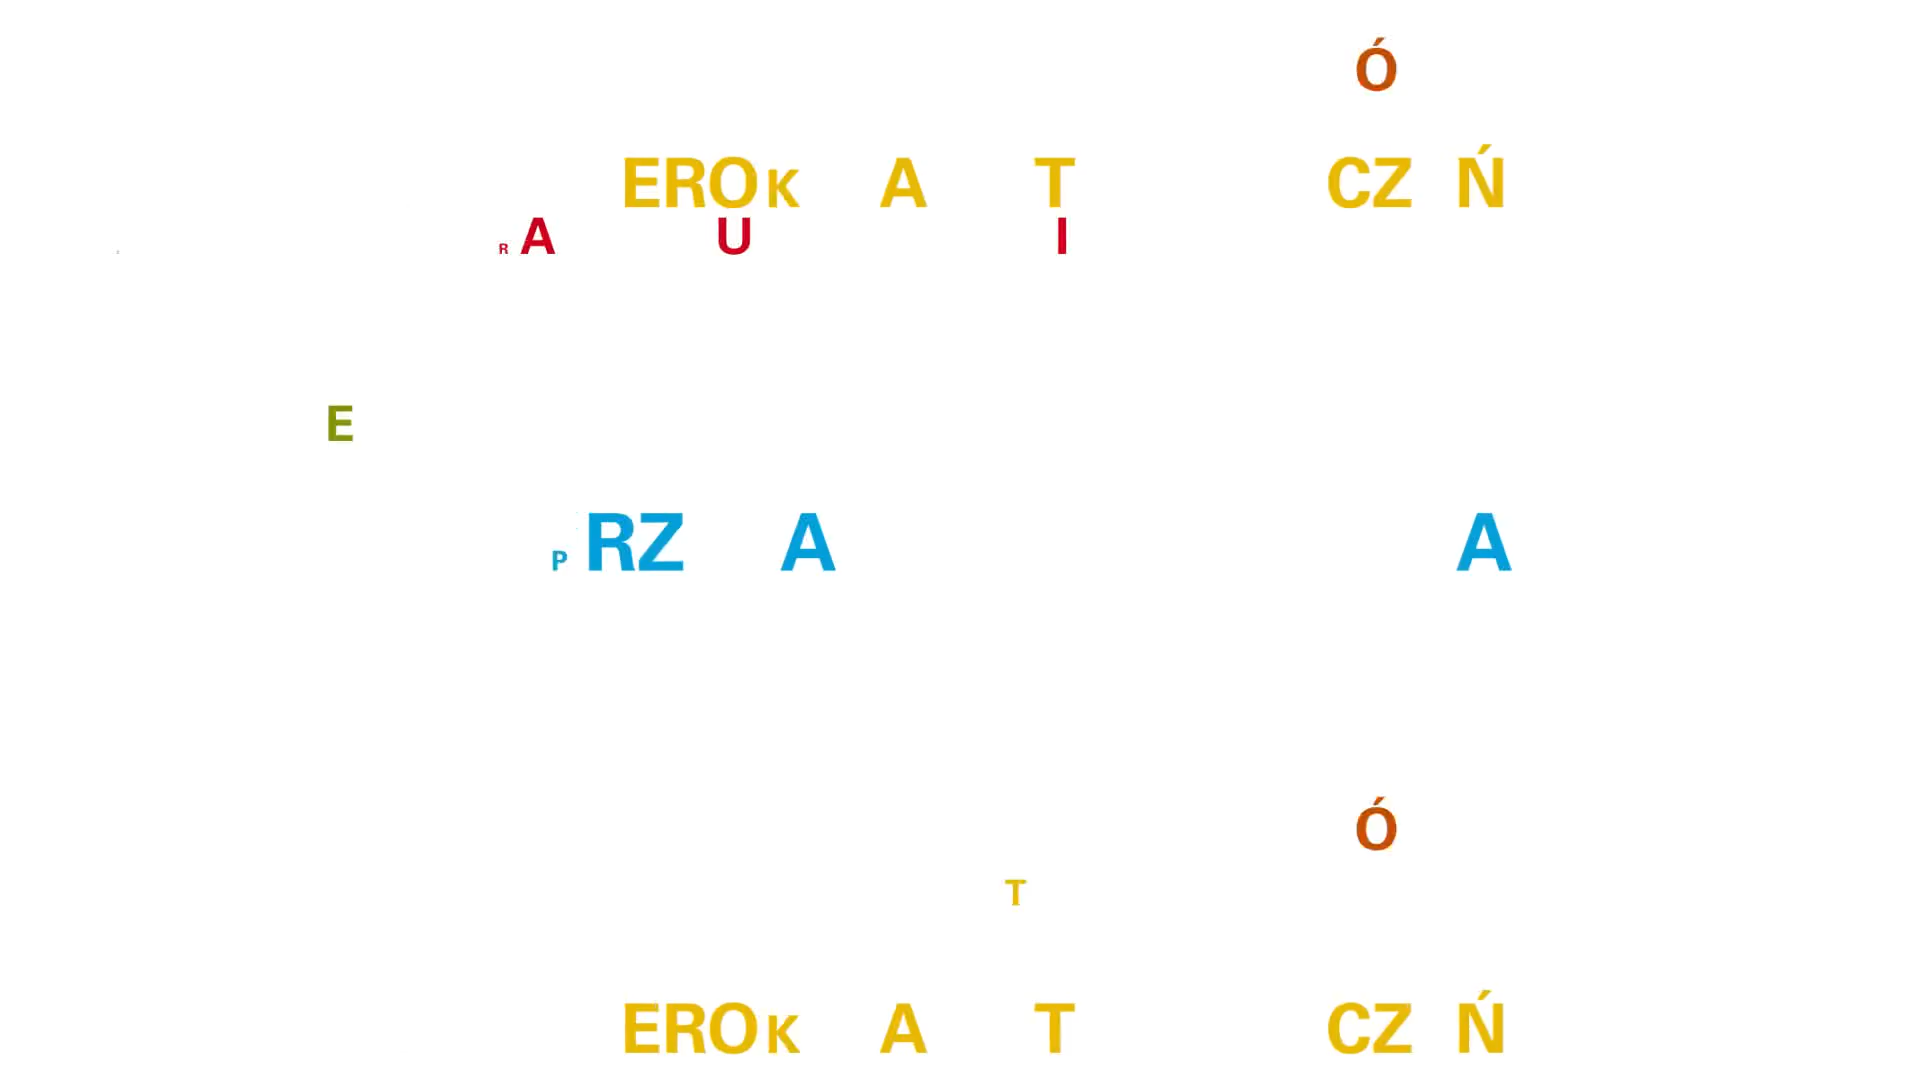 Ó
EROK A T CZ Ń
R A U I
E
P RZ A A
Ó
T
EROK A T CZ Ń